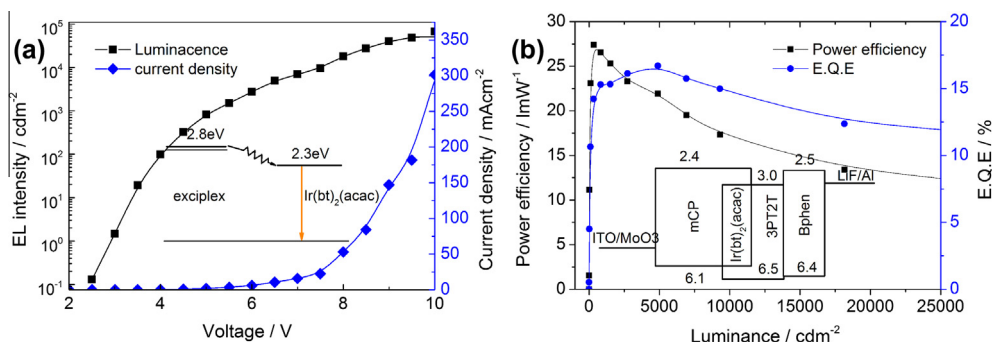 (a)
Luminacence
current density
EL intensity / cdm⁻²
10⁵
10⁴
10³
10²
10¹
10⁰
10⁻¹
2.8eV
2.3eV
exciplex
Ir(bt)₂(acac)
2 4 6 8 10
Voltage / V
350
300
250
200
150
100
50
0
Current density / mAcm⁻²
(b)
Power efficiency
E.Q.E
Power efficiency / lmW⁻¹
30
25
20
15
10
5
0
2.4
2.5
3.0
LIF/Al
mCP
Ir(bt)₂(acac)
3PT2T
Bphen
ITO/MoO3
6.1
6.5
6.4
0 5000 10000 15000 20000 25000
Luminance / cdm⁻²
20
15
10
5
0
E.Q.E / %